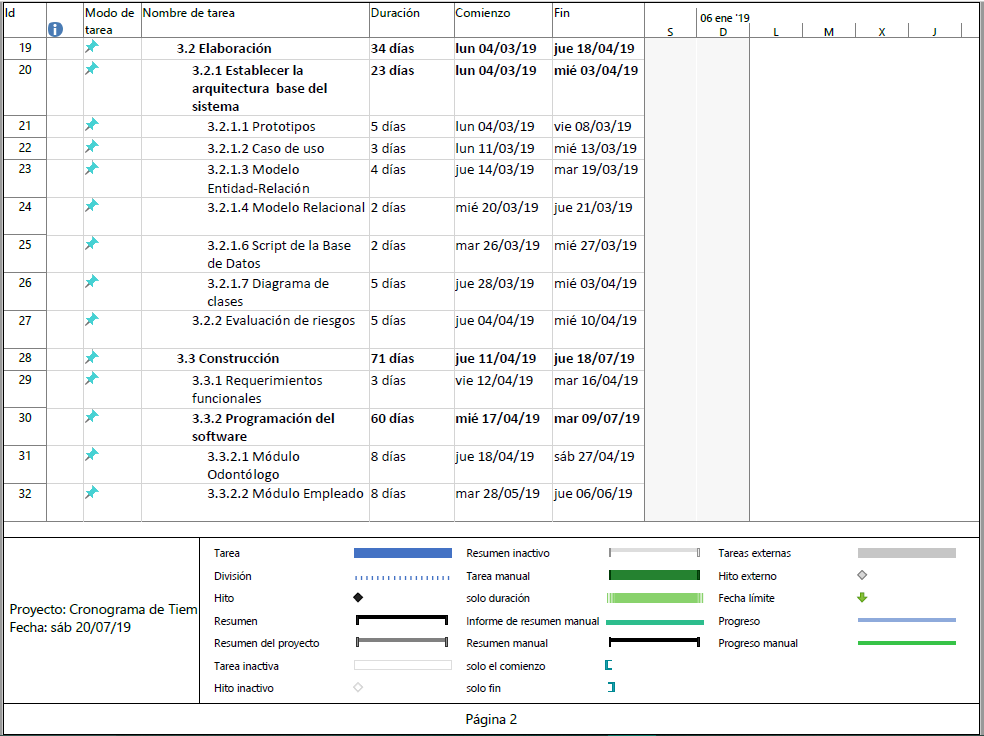 Id Modo de tarea Nombre de tarea Duración Comienzo Fin 06 ene '19
S D L M X J
19 3.2 Elaboración 34 días lun 04/03/19 jue 18/04/19
20 3.2.1 Establecer la 23 días lun 04/03/19 mié 03/04/19
arquitectura base del
sistema
21 3.2.1.1 Prototipos 5 días lun 04/03/19 vie 08/03/19
22 3.2.1.2 Caso de uso 3 días lun 11/03/19 mié 13/03/19
23 3.2.1.3 Modelo 4 días jue 14/03/19 mar 19/03/19
Entidad-Relación
24 3.2.1.4 Modelo Relacional 2 días mié 20/03/19 jue 21/03/19
25 3.2.1.6 Script de la Base 2 días mar 26/03/19 mié 27/03/19
de Datos
26 3.2.1.7 Diagrama de 5 días jue 28/03/19 mié 03/04/19
clases
27 3.2.2 Evaluación de riesgos 5 días jue 04/04/19 mié 10/04/19
28 3.3 Construcción 71 días jue 11/04/19 jue 18/07/19
29 3.3.1 Requerimientos 3 días vie 12/04/19 mar 16/04/19
funcionales
30 3.3.2 Programación del 60 días mié 17/04/19 mar 09/07/19
software
31 3.3.2.1 Módulo 8 días jue 18/04/19 sáb 27/04/19
Odontólogo
32 3.3.2.2 Módulo Empleado 8 días mar 28/05/19 jue 06/06/19
Proyecto: Cronograma de Tiem
Fecha: sáb 20/07/19
Tarea
División
Hito
Resumen
Resumen del proyecto
Tarea inactiva
Hito inactivo
Resumen inactivo
Tarea manual
solo duración
Informe de resumen manual
Resumen manual
solo el comienzo
solo fin
Tareas externas
Hito externo
Fecha límite
Progreso
Progreso manual
Página 2